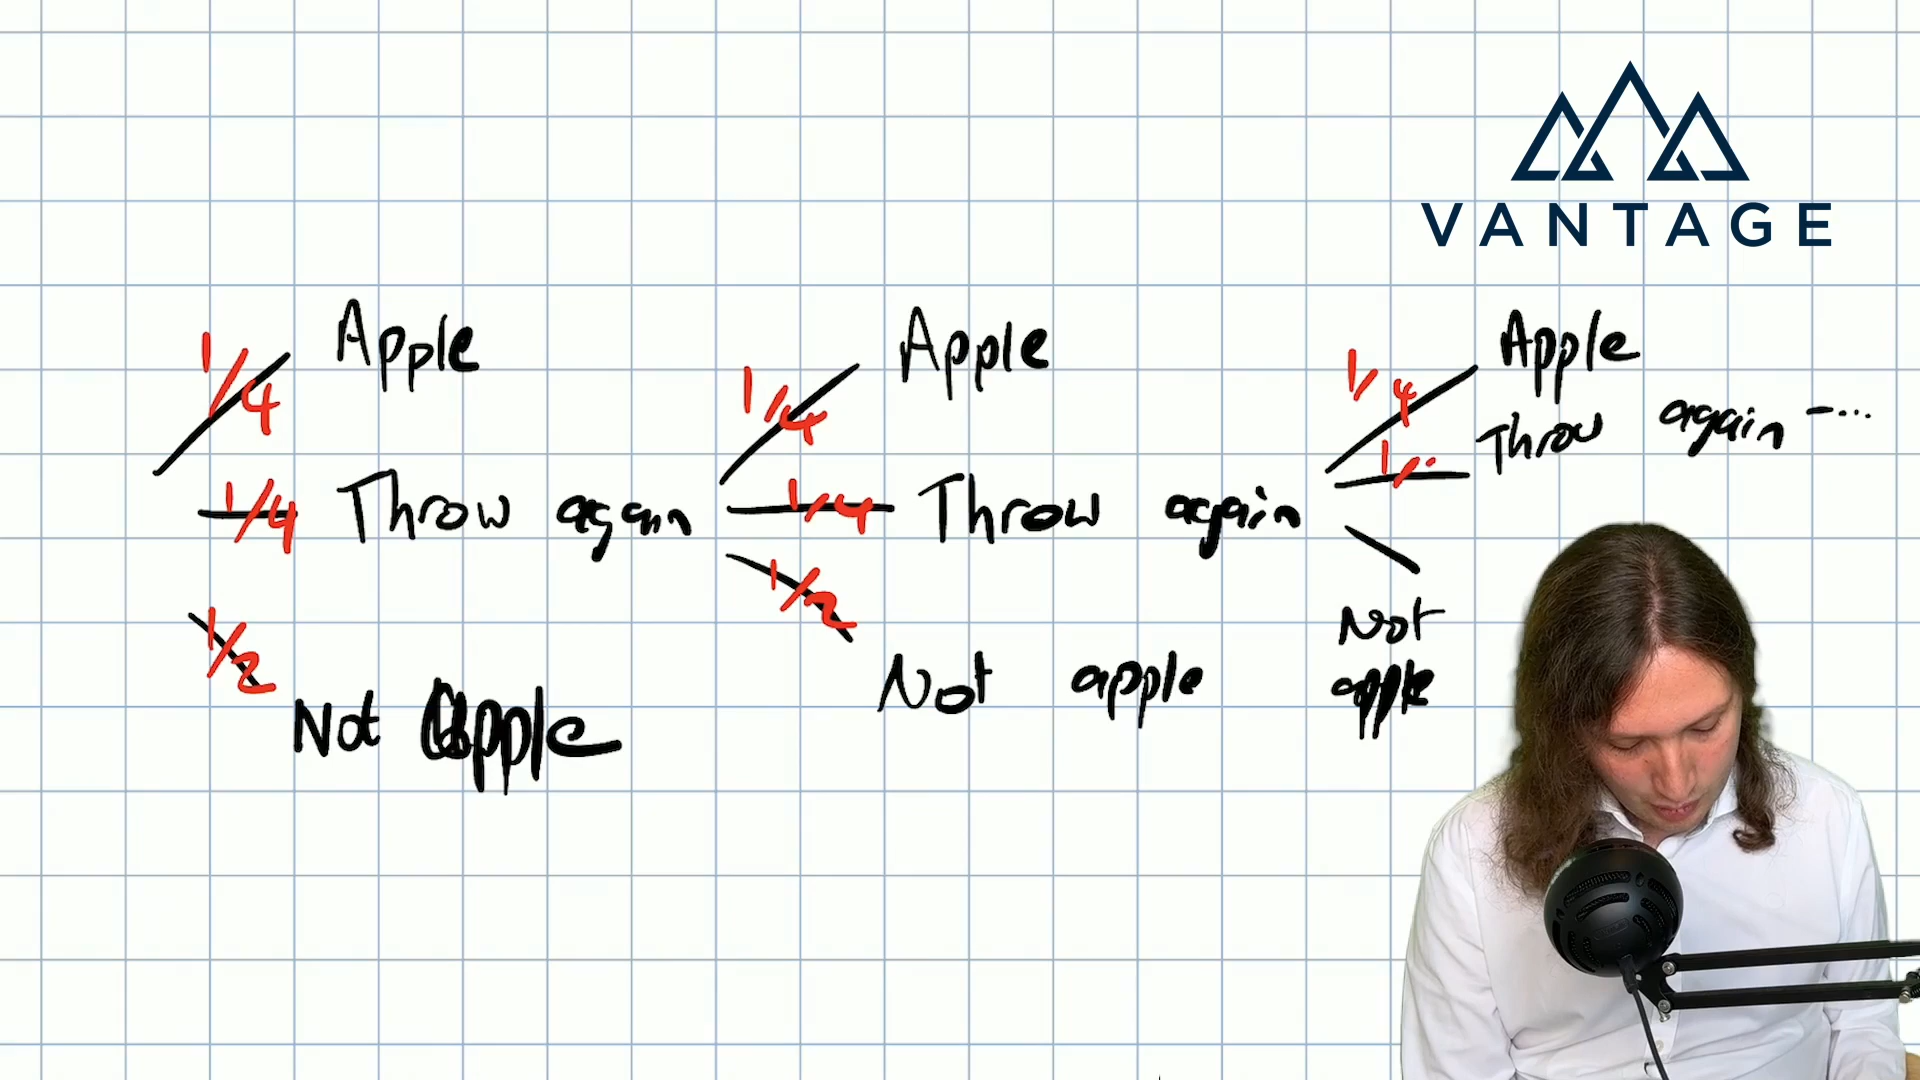 VANTAGE
1/4 Apple
1/4 Throw again
1/2
Not apple
1/4 Apple
1/4 Throw again
1/2
Not apple
1/4 Apple
1/
Throw again -...
Not
apple